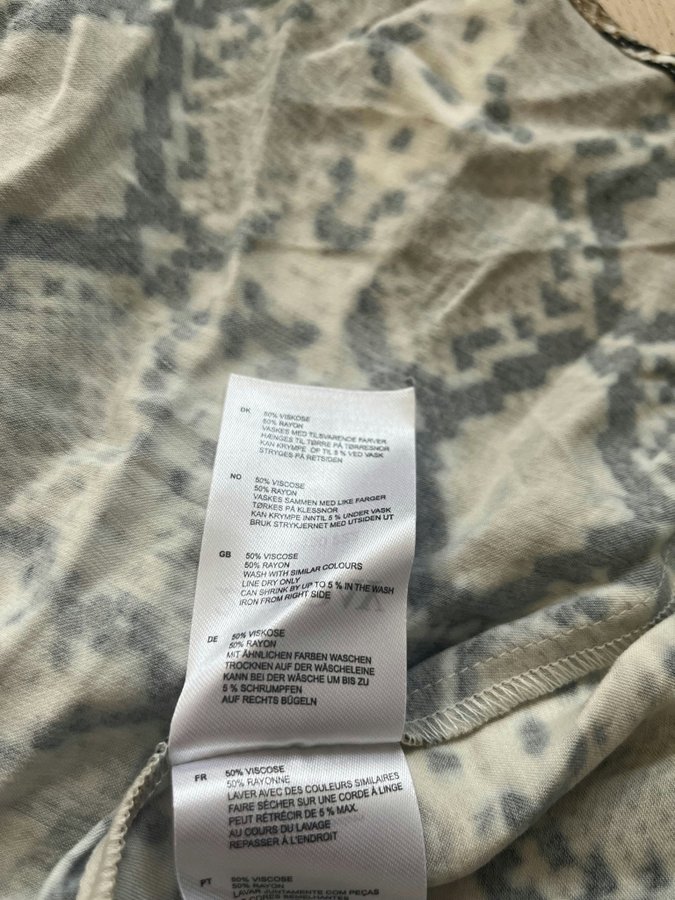 DK
50% VISKOSE
50% RAYON
VASKES MED TILSVARENDE FARVER
HÆNGES TIL TØRRE PÅ TØRRESNOR
KAN KRYMPE OP TIL 5 % VED VASK
STRYGES PÅ RETSIDEN
NO
50% VISCOSE
50% RAYON
VASKES SAMMEN MED LIKE FARGER
TØRKES PÅ KLESSNOR
KAN KRYMPE INNTIL 5 % UNDER VASK
BRUK STRYKJERNET MED UTSIDEN UT
GB
50% VISCOSE
50% RAYON
WASH WITH SIMILAR COLOURS
LINE DRY ONLY
CAN SHRINK BY UP TO 5 % IN THE WASH
IRON FROM RIGHT SIDE
DE
50% VISKOSE
50% RAYON
MIT ÄHNLICHEN FARBEN WASCHEN
TROCKNEN AUF DER WÄSCHELEINE
KANN BEI DER WÄSCHE UM BIS ZU
5 % SCHRUMPFEN
AUF RECHTS BÜGELN
FR
50% VISCOSE
50% RAYONNE
LAVER AVEC DES COULEURS SIMILAIRES
FAIRE SÉCHER SUR UNE CORDE À LINGE
PEUT RÉTRÉCIR DE 5 % MAX.
AU COURS DU LAVAGE
REPASSER À L'ENDROIT
PT
50% VISCOSE
50% RAYON
LAVAR JUNTAMENTE COM PEÇAS